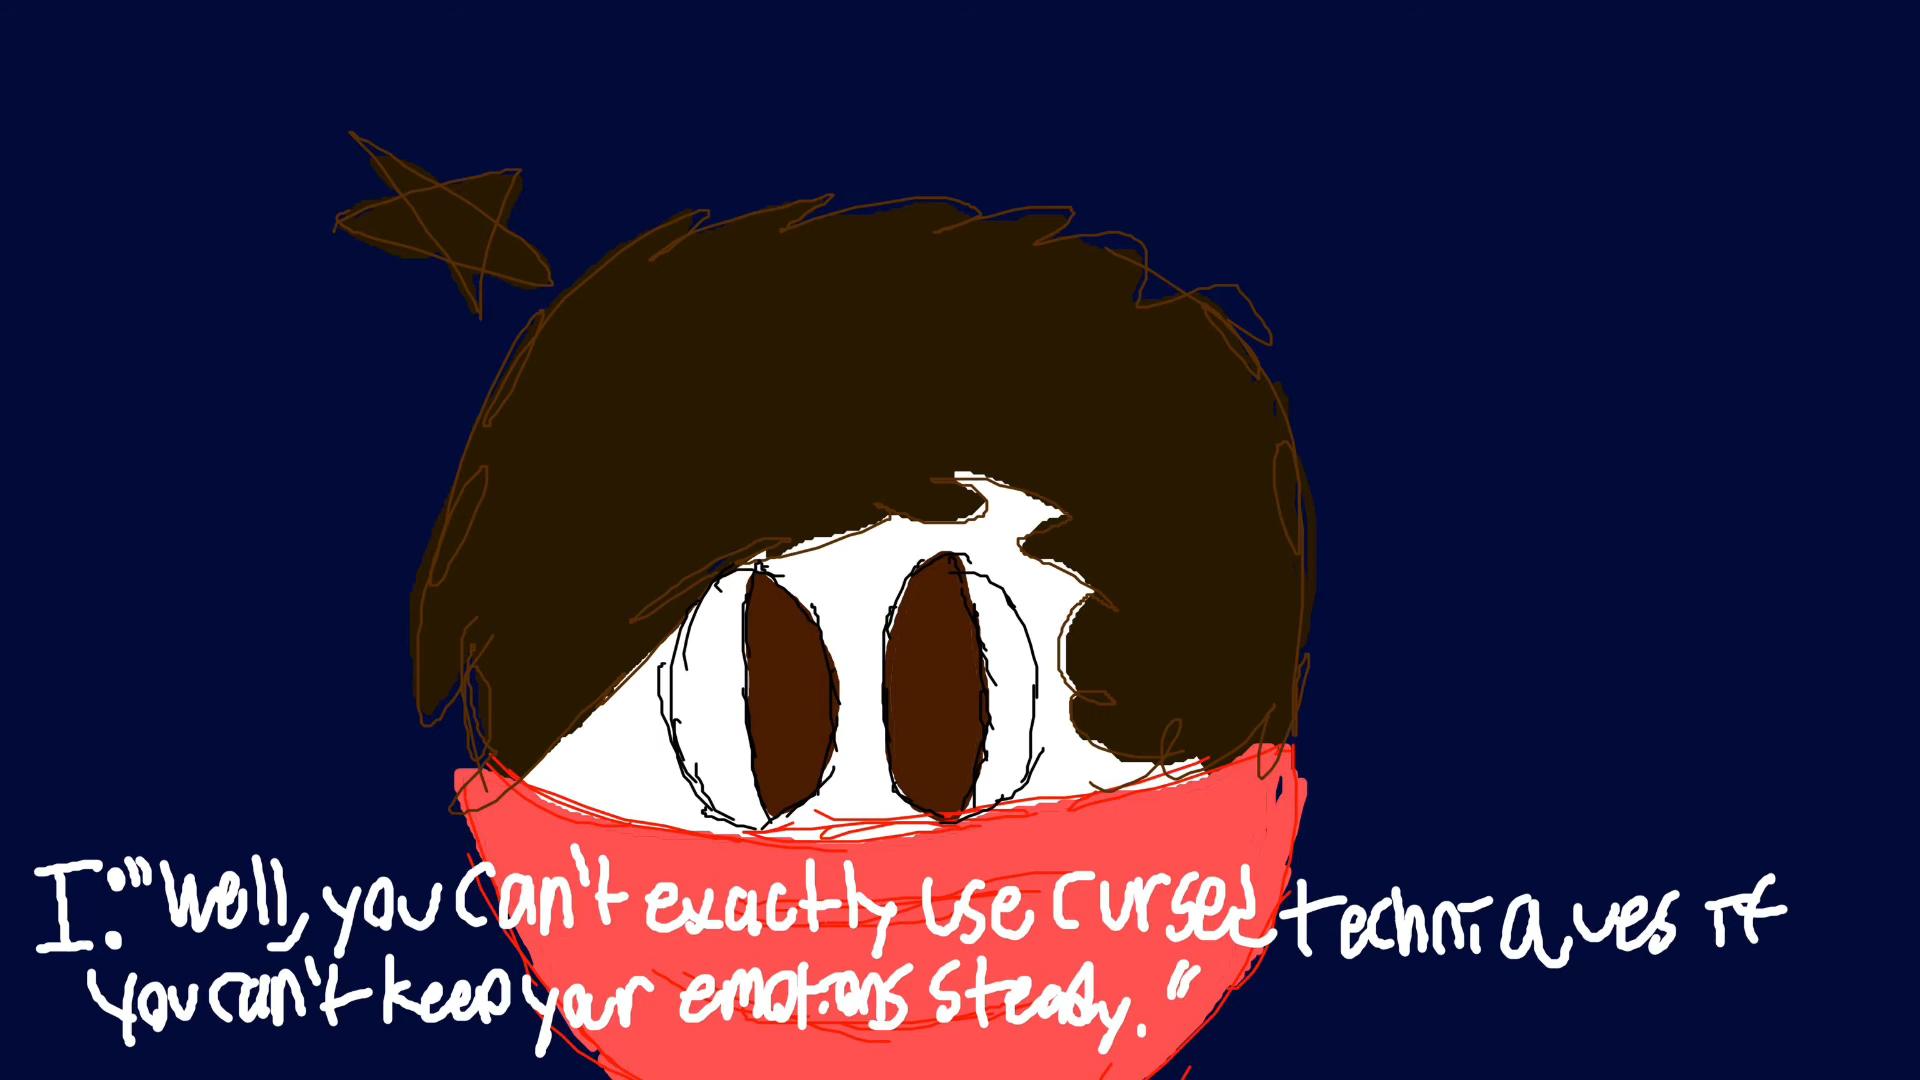 I:"Well, you can't exactly use cursed techniques if
you can't keep your emotions steady."